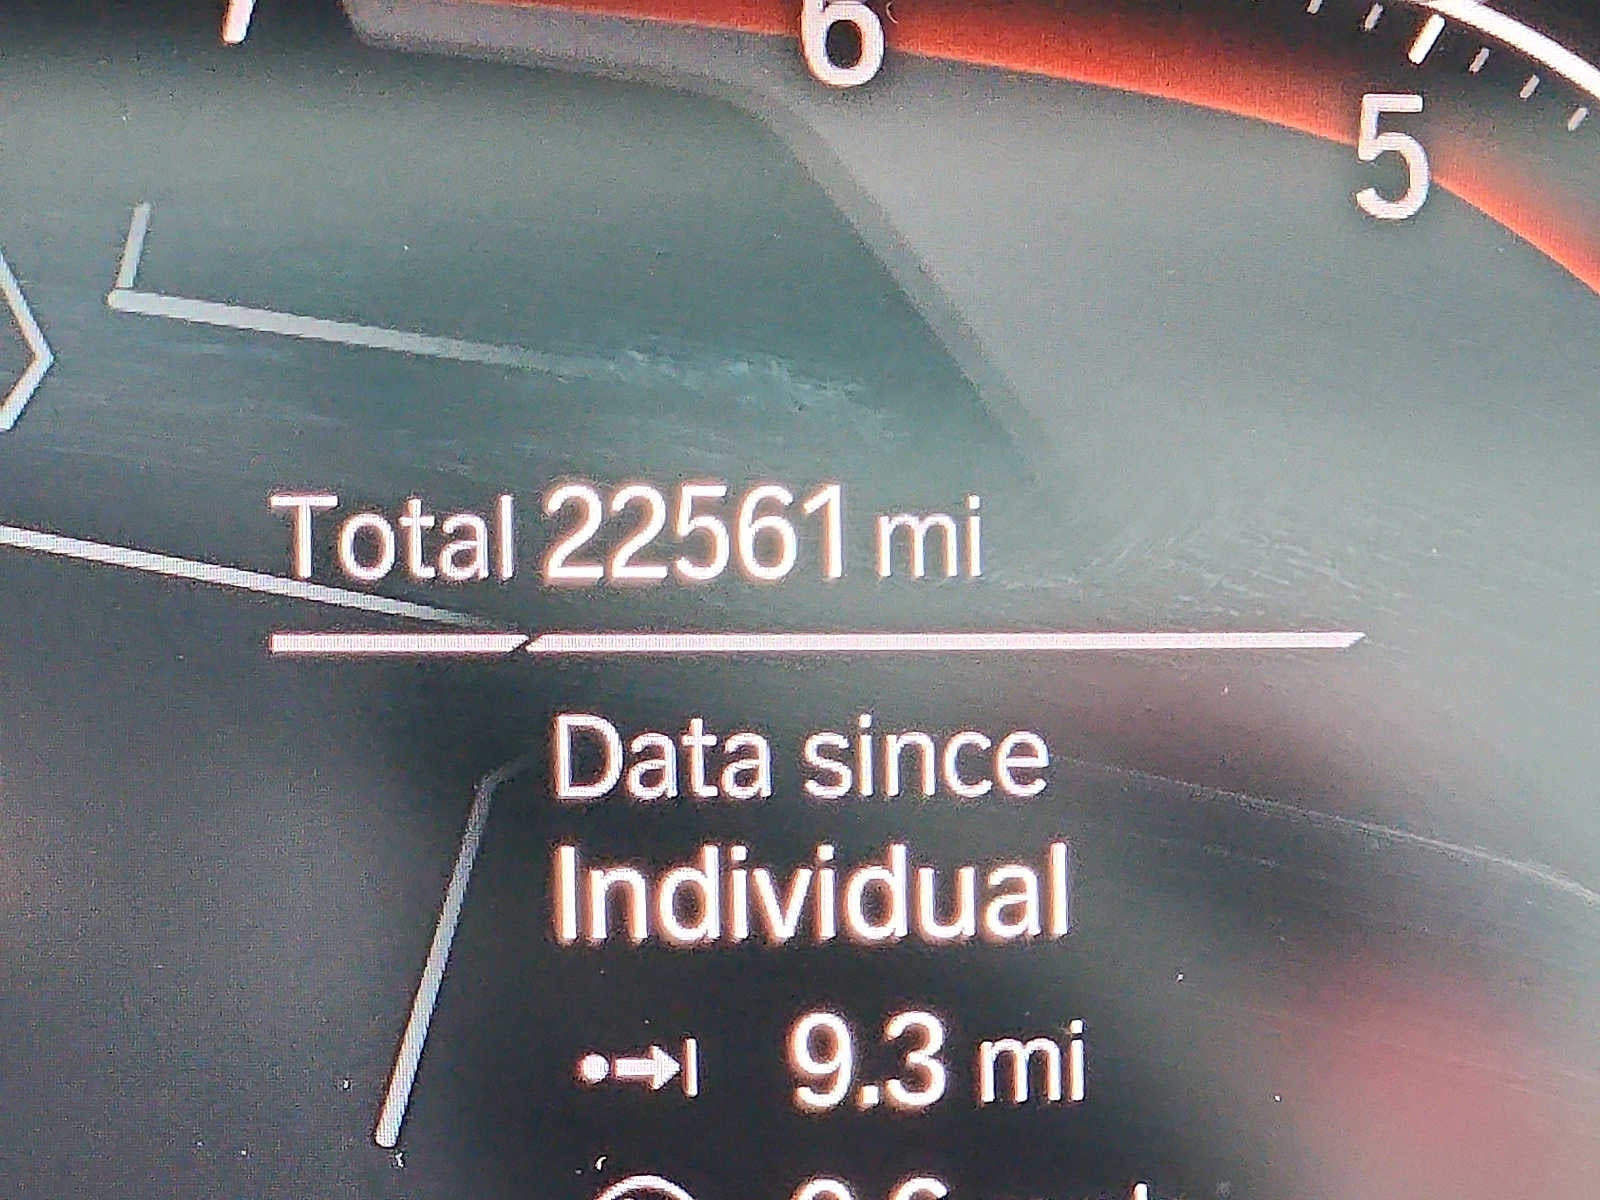 6
5
Total 22561 mi
Data since
Individual
9.3 mi